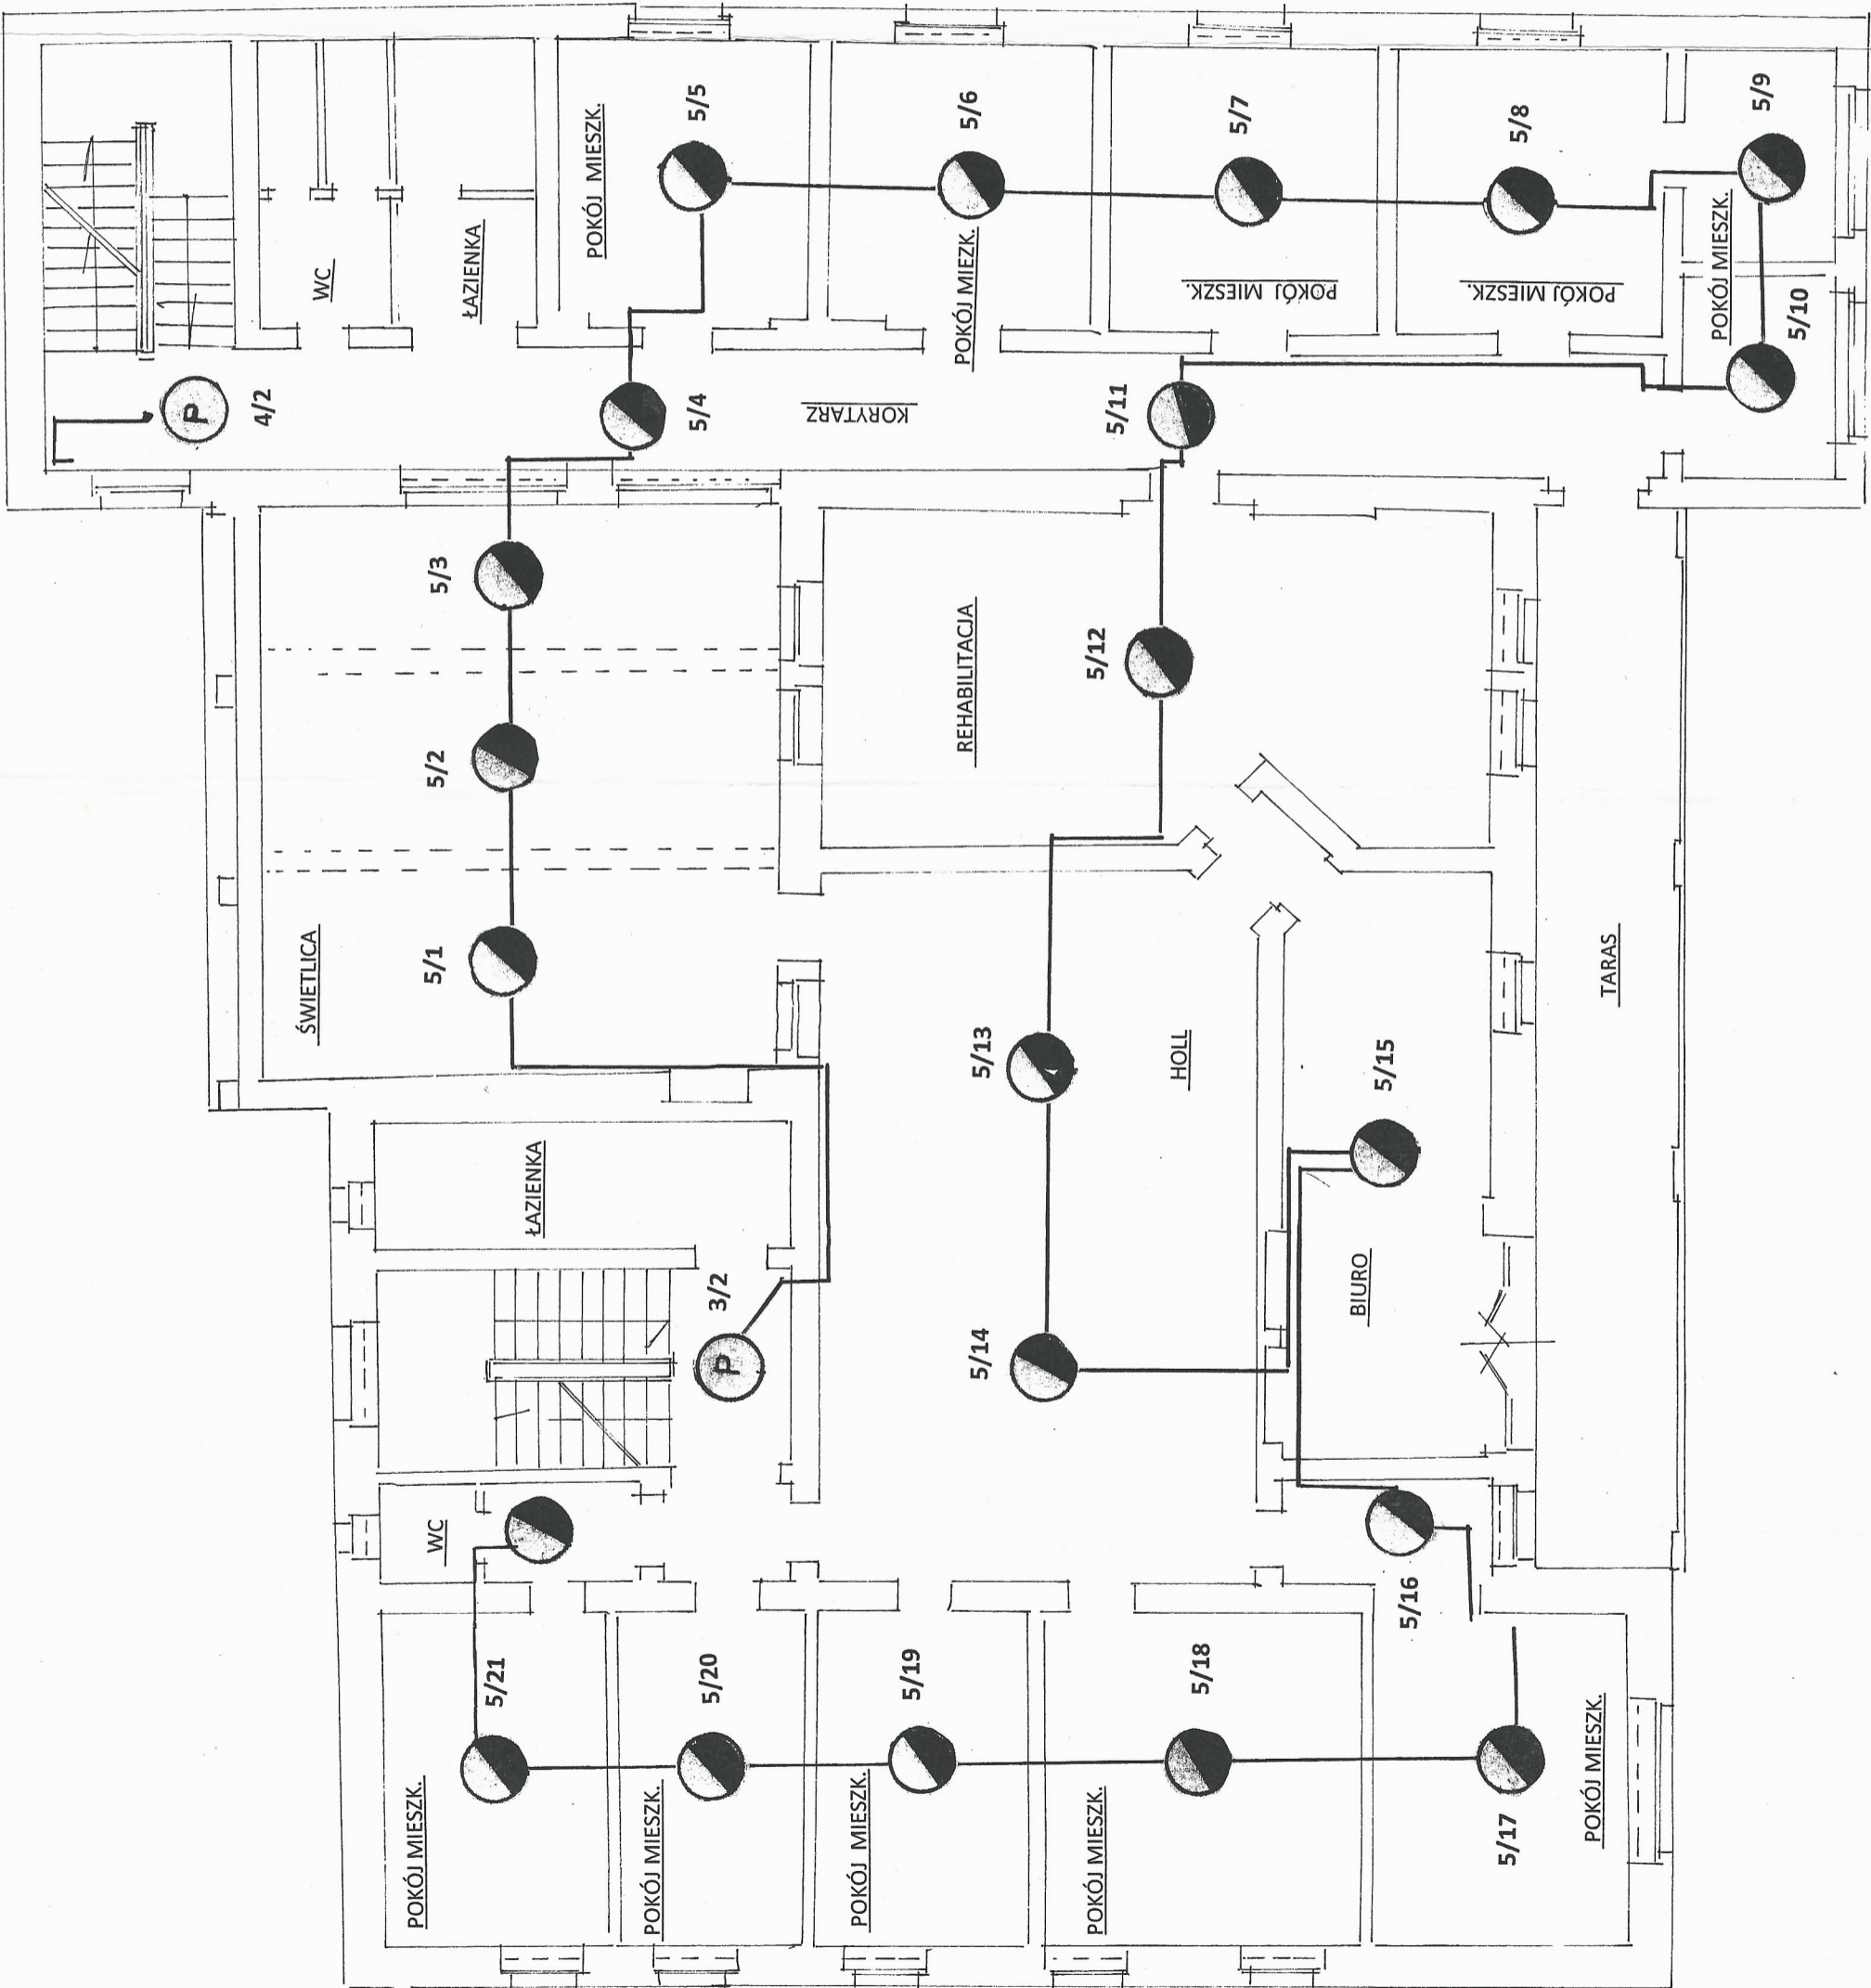 WC
ŁAZIENKA
POKÓJ MIESZK.
5/5
5/6
POKÓJ MIEZK.
5/7
POKÓJ MIESZK.
5/8
POKÓJ MIESZK.
5/9
POKÓJ MIESZK.
5/10
P
4/2
5/4
KORYTARZ
5/11
5/3
5/2
5/1
ŚWIETLICA
REHABILITACJA
5/12
5/13
HOLL
5/14
5/15
BIURO
TARAS
ŁAZIENKA
3/2
P
WC
5/16
5/21
POKÓJ MIESZK.
5/20
POKÓJ MIESZK.
5/19
POKÓJ MIESZK.
5/18
POKÓJ MIESZK.
5/17
POKÓJ MIESZK.